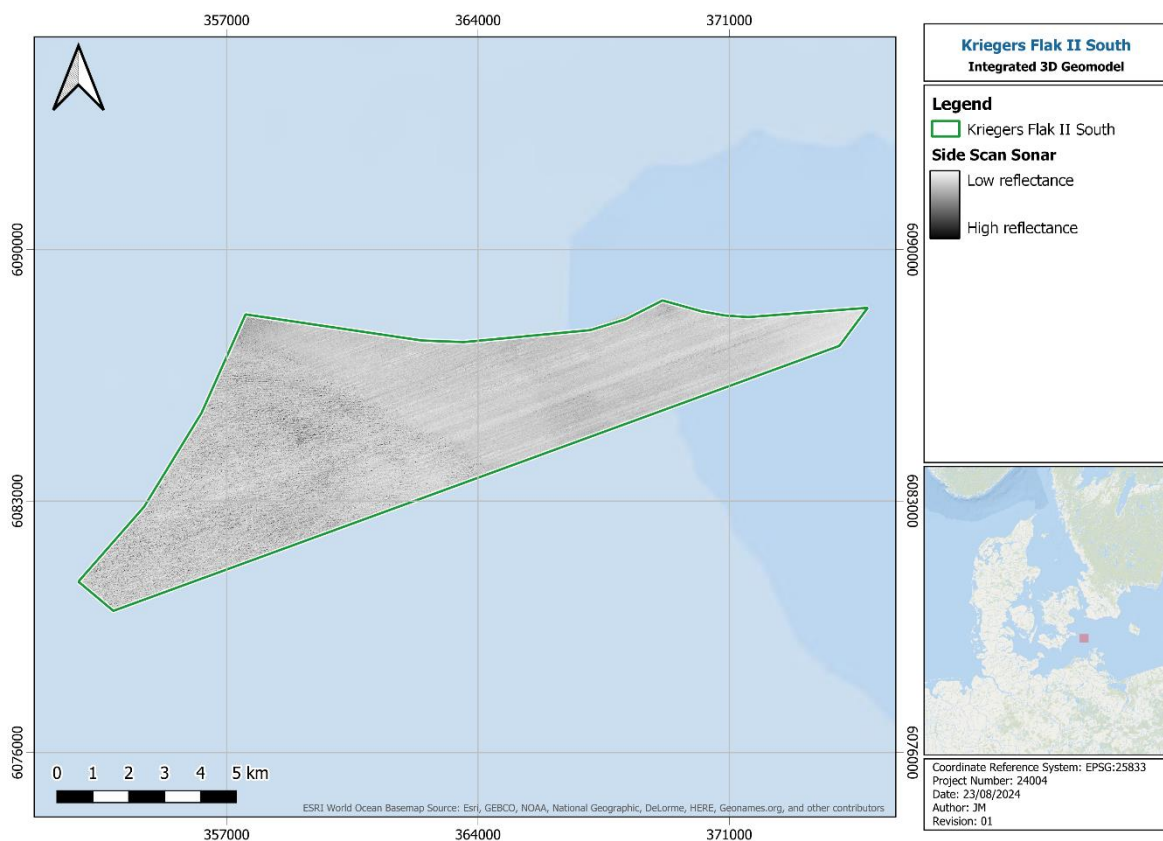 357000
364000
371000
6090000
6090000
6083000
6083000
6076000
6076000
0 1 2 3 4 5 km
ESRI World Ocean Basemap Source: Esri, GEBCO, NOAA, National Geographic, DeLorme, HERE, Geonames.org, and other contributors
357000
364000
371000
Kriegers Flak II South
Integrated 3D Geomodel
Legend
Kriegers Flak II South
Side Scan Sonar
Low reflectance
High reflectance
Coordinate Reference System: EPSG:25833
Project Number: 24004
Date: 23/08/2024
Author: JM
Revision: 01